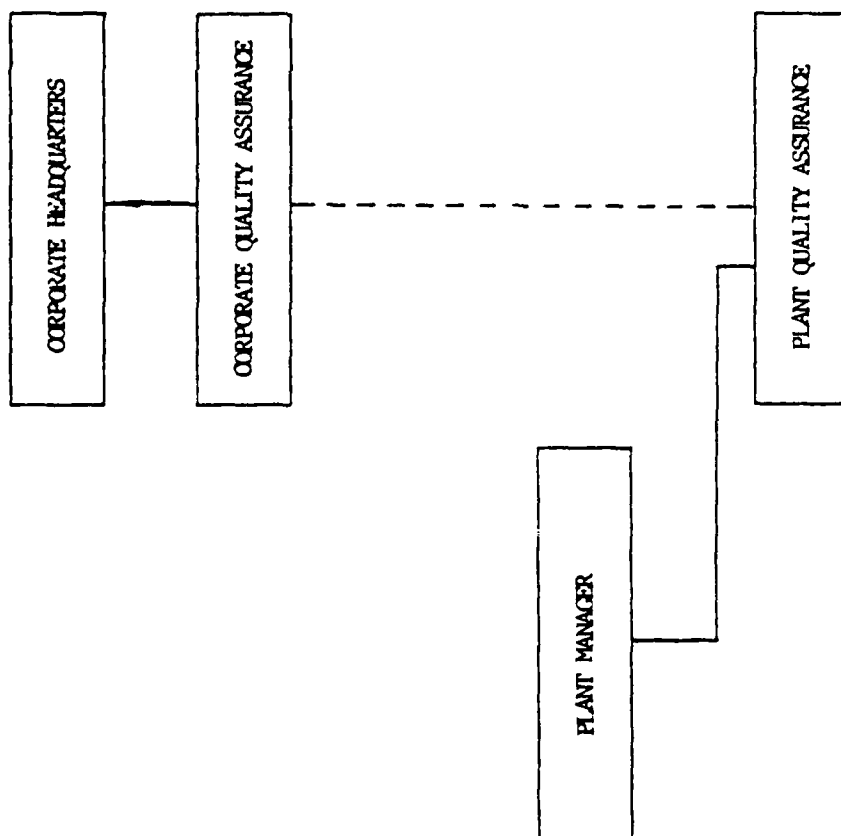 CORPORATE HEADQUARTERS
CORPORATE QUALITY ASSURANCE
PLANT MANAGER
PLANT QUALITY ASSURANCE